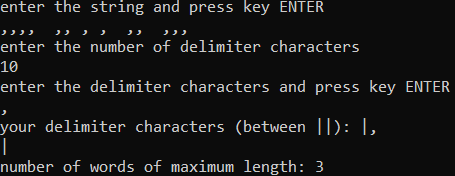 enter the string and press key ENTER
,,,,  ,, , ,  ,,  ,,,
enter the number of delimiter characters
10
enter the delimiter characters and press key ENTER
,
your delimiter characters (between ||): |,
|
number of words of maximum length: 3